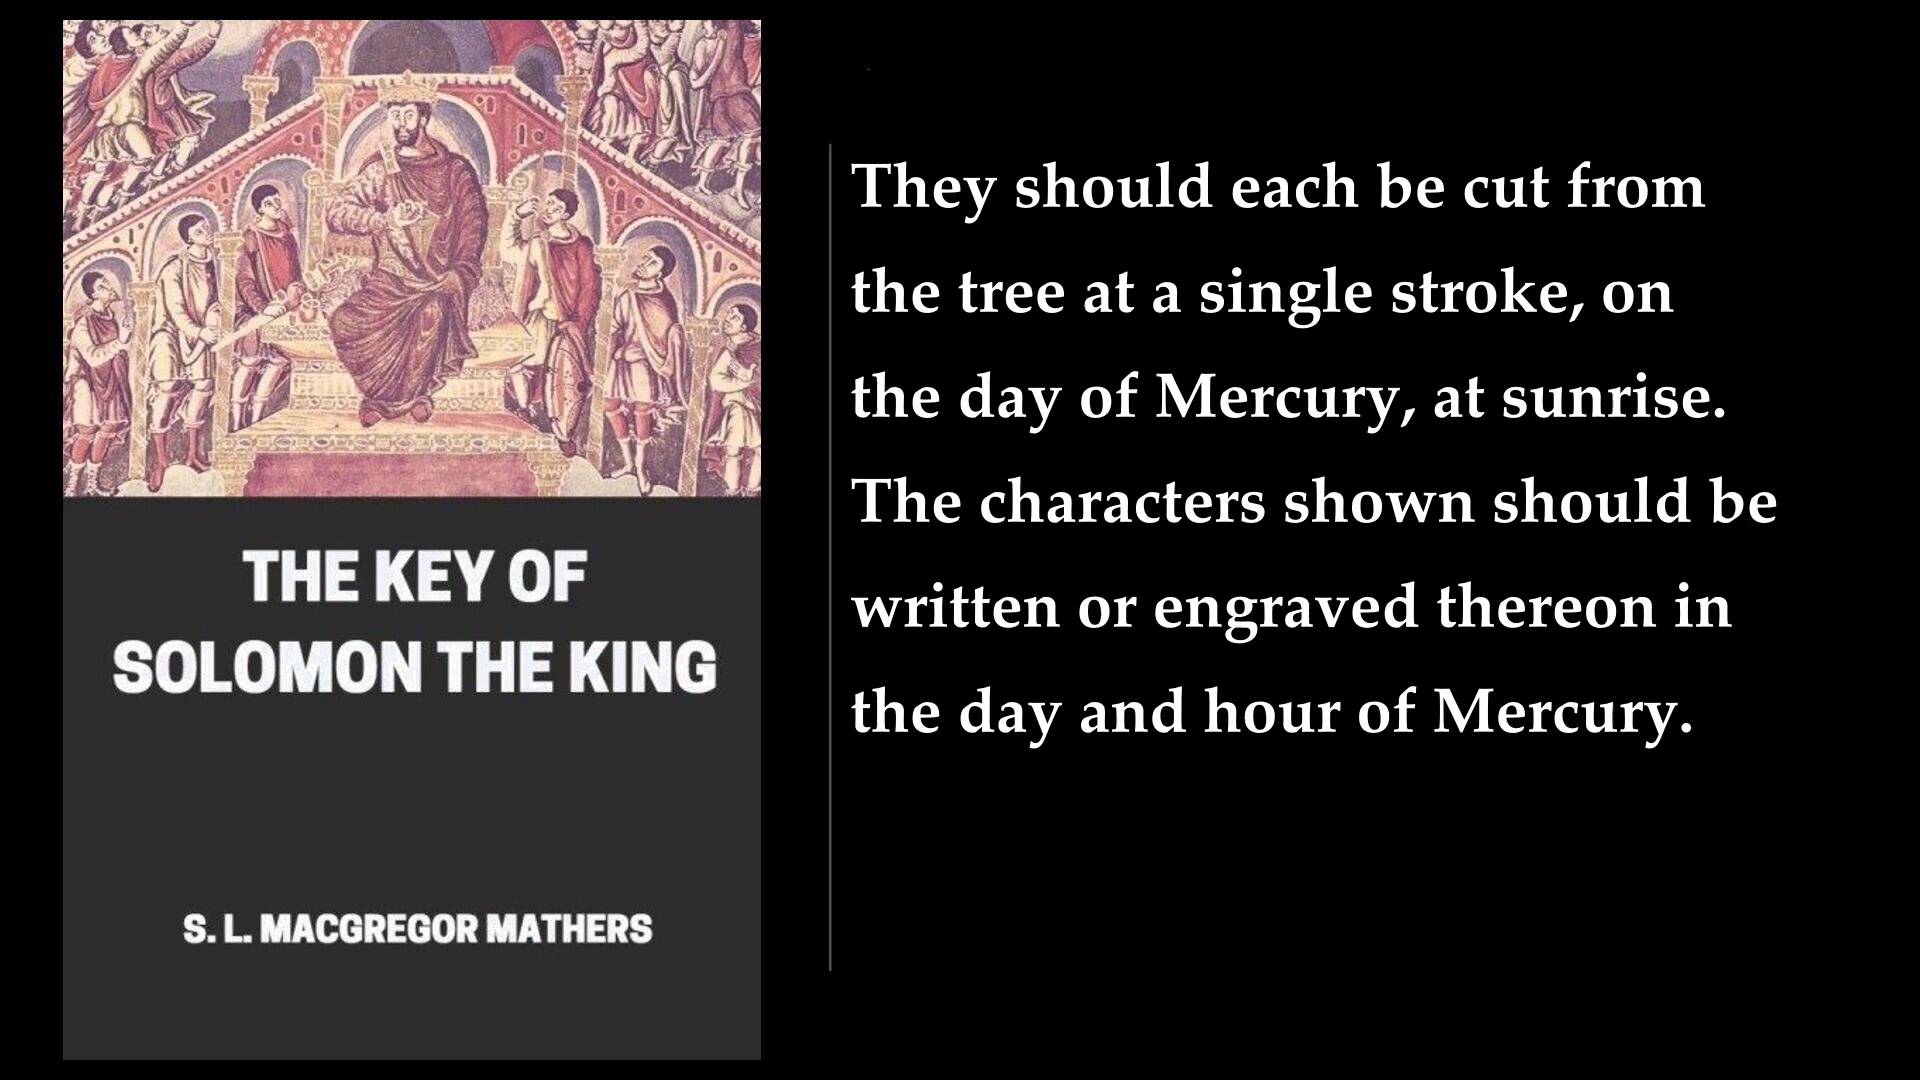 THE KEY OF
SOLOMON THE KING
S. L. MACGREGOR MATHERS
They should each be cut from
the tree at a single stroke, on
the day of Mercury, at sunrise.
The characters shown should be
written or engraved thereon in
the day and hour of Mercury.